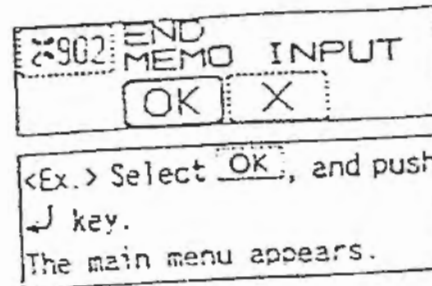 ※902 END
MEMO INPUT
OK X
<Ex.> Select OK, and push
↵ key.
The main menu appears.